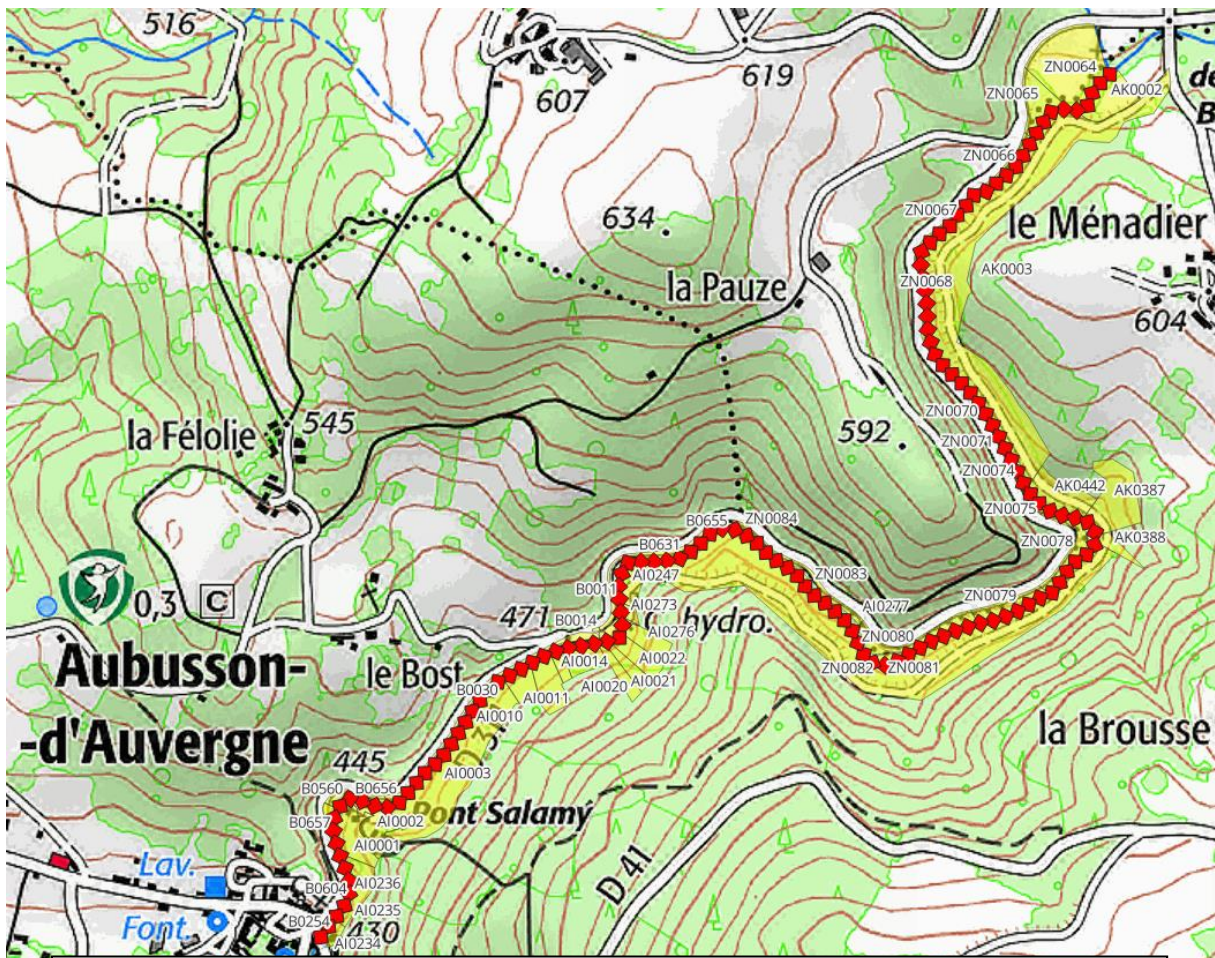 516
619
607
ZN0064
ZN0065
AK0002
de
B
ZN0066
634
ZN0067
le Ménadier
AK0003
la Pauze
ZN0068
604
545
la Félolie
592
ZN0070
ZN0071
ZN0074
AK0442
AK0387
ZN0075
B0655
ZN0084
ZN0078
AK0388
B0631
AI0247
ZN0083
B0011
ZN0079
0,3
C
AI0273
AI0277
471
B0014
hydro.
AI0276
ZN0080
Aubusson-
le Bost
AI0014
AI0022
ZN0082
ZN0081
AI0020
AI0021
B0030
AI0011
AI0010
-d'Auvergne
la Brousse
445
AI0003
B0560
B0656
Pont Salamy
B0657
AI0002
AI0001
Lav.
D 41
B0604
AI0236
Font.
B0254
AI0235
430
AI0234